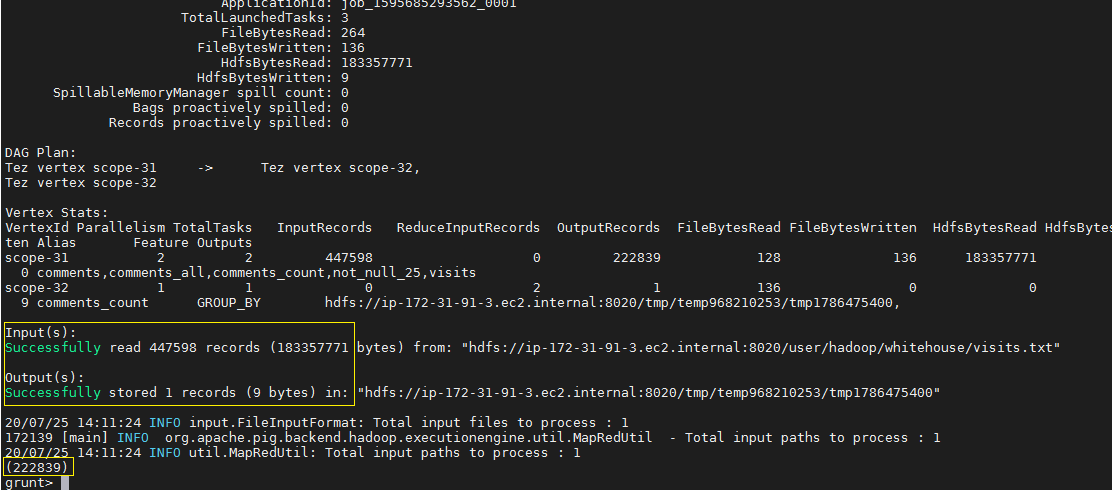 ApplicationId: job_1595685293562_0001
TotalLaunchedTasks: 3
FileBytesRead: 264
FileBytesWritten: 136
HdfsBytesRead: 183357771
HdfsBytesWritten: 9
SpillableMemoryManager spill count: 0
Bags proactively spilled: 0
Records proactively spilled: 0
DAG Plan:
Tez vertex scope-31 -> Tez vertex scope-32,
Tez vertex scope-32
Vertex Stats:
VertexId Parallelism TotalTasks InputRecords ReduceInputRecords OutputRecords FileBytesRead FileBytesWritten HdfsBytesRead HdfsBytes
ten Alias Feature Outputs
scope-31 2 2 447598 0 222839 128 136 183357771
0 comments,comments_all,comments_count,not_null_25,visits
scope-32 1 1 0 2 1 136 0 0
9 comments_count GROUP_BY hdfs://ip-172-31-91-3.ec2.internal:8020/tmp/temp968210253/tmp1786475400,
Input(s):
Successfully read 447598 records (183357771 bytes) from: "hdfs://ip-172-31-91-3.ec2.internal:8020/user/hadoop/whitehouse/visits.txt"
Output(s):
Successfully stored 1 records (9 bytes) in: "hdfs://ip-172-31-91-3.ec2.internal:8020/tmp/temp968210253/tmp1786475400"
20/07/25 14:11:24 INFO input.FileInputFormat: Total input files to process : 1
172139 [main] INFO org.apache.pig.backend.hadoop.executionengine.util.MapRedUtil - Total input paths to process : 1
20/07/25 14:11:24 INFO util.MapRedUtil: Total input paths to process : 1
(222839)
grunt>